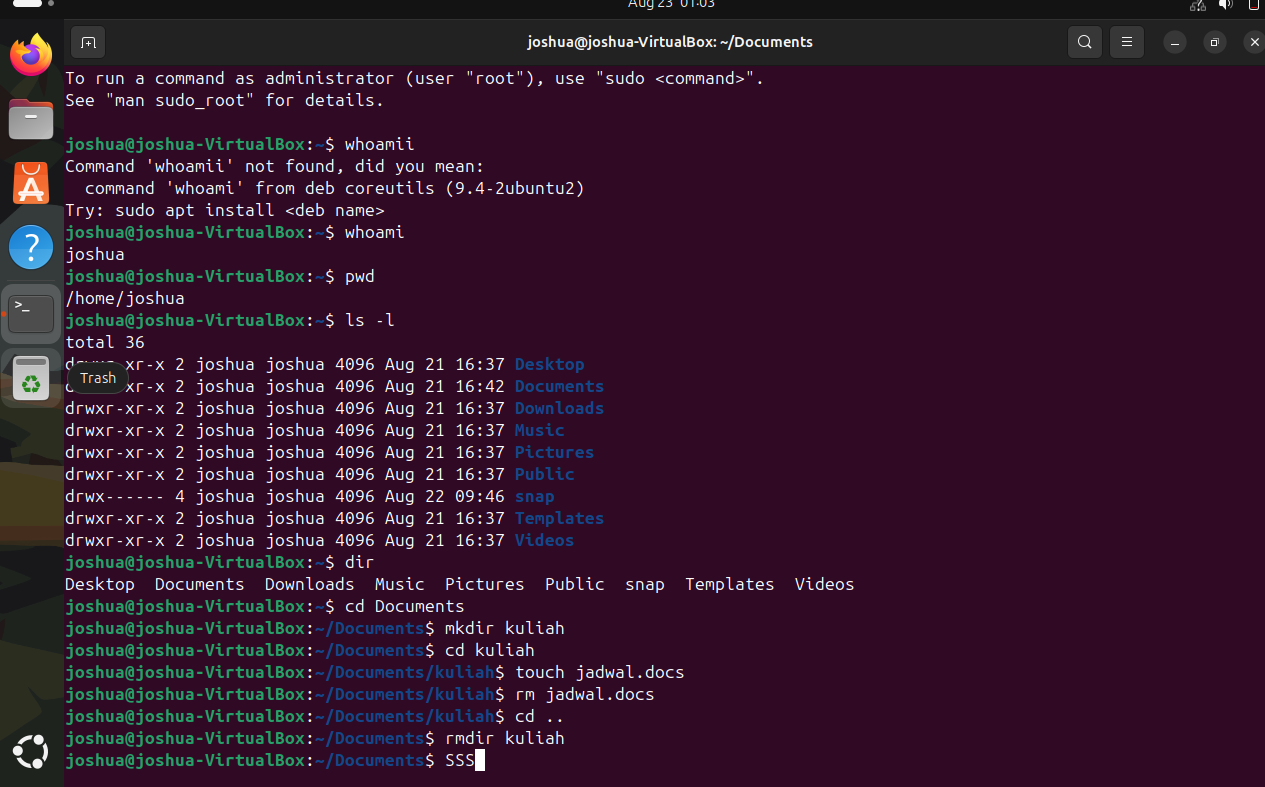 Aug 23 01:03
joshua@joshua-VirtualBox: ~/Documents
To run a command as administrator (user "root"), use "sudo <command>".
See "man sudo_root" for details.
joshua@joshua-VirtualBox:~$ whoamii
Command 'whoamii' not found, did you mean:
  command 'whoami' from deb coreutils (9.4-2ubuntu2)
Try: sudo apt install <deb name>
joshua@joshua-VirtualBox:~$ whoami
joshua
joshua@joshua-VirtualBox:~$ pwd
/home/joshua
joshua@joshua-VirtualBox:~$ ls -l
total 36
xr-x 2 joshua joshua 4096 Aug 21 16:37 Desktop
Trash
xr-x 2 joshua joshua 4096 Aug 21 16:42 Documents
drwxr-xr-x 2 joshua joshua 4096 Aug 21 16:37 Downloads
drwxr-xr-x 2 joshua joshua 4096 Aug 21 16:37 Music
drwxr-xr-x 2 joshua joshua 4096 Aug 21 16:37 Pictures
drwxr-xr-x 2 joshua joshua 4096 Aug 21 16:37 Public
drwx------ 4 joshua joshua 4096 Aug 22 09:46 snap
drwxr-xr-x 2 joshua joshua 4096 Aug 21 16:37 Templates
drwxr-xr-x 2 joshua joshua 4096 Aug 21 16:37 Videos
joshua@joshua-VirtualBox:~$ dir
Desktop  Documents  Downloads  Music  Pictures  Public  snap  Templates  Videos
joshua@joshua-VirtualBox:~$ cd Documents
joshua@joshua-VirtualBox:~/Documents$ mkdir kuliah
joshua@joshua-VirtualBox:~/Documents$ cd kuliah
joshua@joshua-VirtualBox:~/Documents/kuliah$ touch jadwal.docs
joshua@joshua-VirtualBox:~/Documents/kuliah$ rm jadwal.docs
joshua@joshua-VirtualBox:~/Documents/kuliah$ cd ..
joshua@joshua-VirtualBox:~/Documents$ rmdir kuliah
joshua@joshua-VirtualBox:~/Documents$ SSS